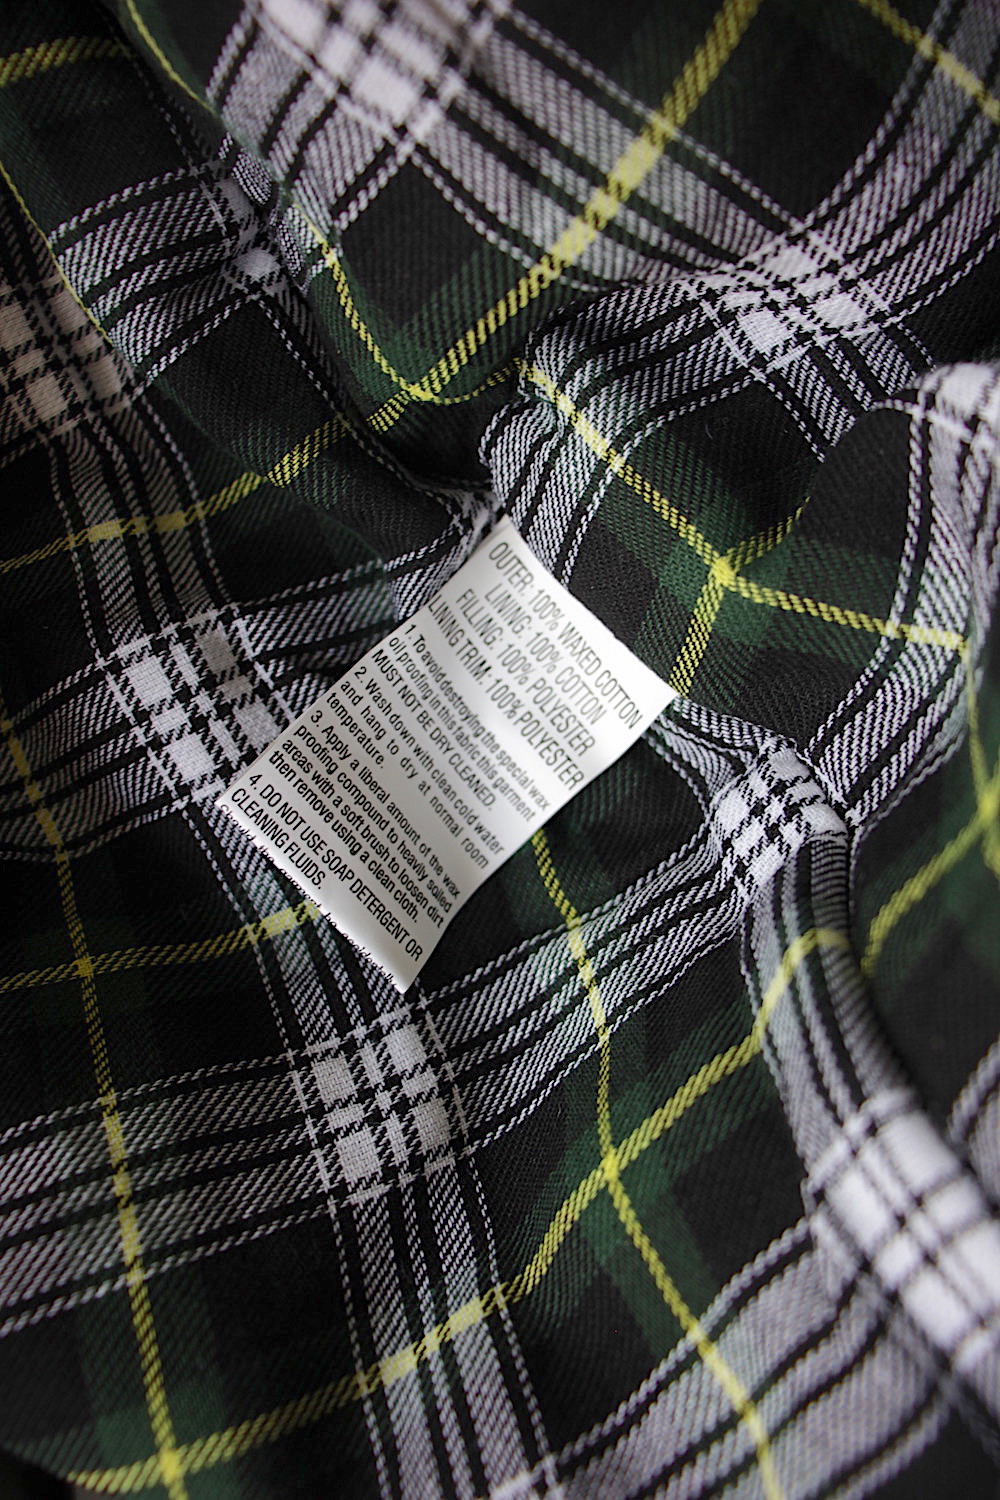 OUTER: 100% WAXED COTTON
LINING: 100% COTTON
FILLING: 100% POLYESTER
LINING TRIM: 100% POLYESTER
1. To avoid destroying the special wax
oil proofing in this fabric this garment
MUST NOT BE DRY CLEANED.
2. Wash down with clean cold water
and hang to dry at normal room
temperature.
3. Apply a liberal amount of the wax
proofing compound to heavily soiled
areas with a soft brush to loosen dirt
then remove using a clean cloth.
4. DO NOT USE SOAP DETERGENT OR
CLEANING FLUIDS.